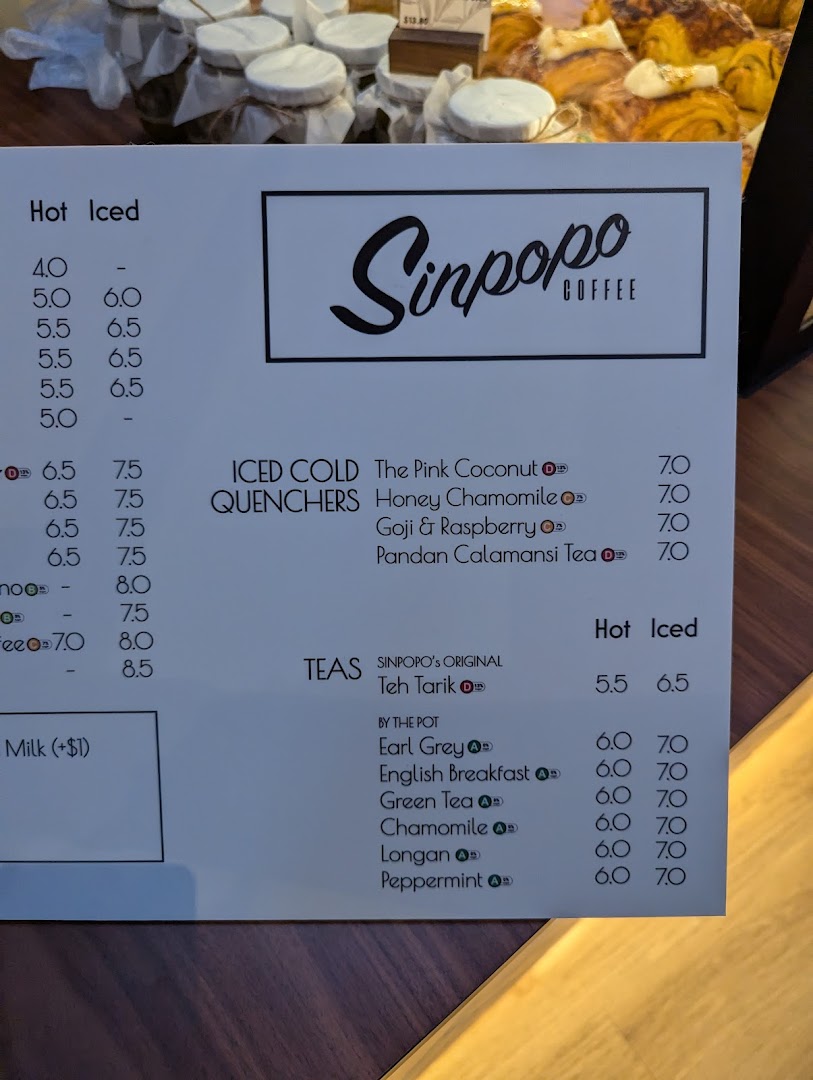 $13.80
Hot Iced
4.0 -
5.0 6.0
5.5 6.5
5.5 6.5
5.5 6.5
5.0 -
D 6.5 7.5
6.5 7.5
6.5 7.5
6.5 7.5
no B - 8.0
B - 7.5
fee C 7.0 8.0
- 8.5
Milk (+$1)
Sinpopo
COFFEE
ICED COLD
QUENCHERS
The Pink Coconut D 7.0
Honey Chamomile C 7.0
Goji & Raspberry C 7.0
Pandan Calamansi Tea D 7.0
Hot Iced
TEAS
SINPOPO's ORIGINAL
Teh Tarik D 5.5 6.5
BY THE POT
Earl Grey A 6.0 7.0
English Breakfast A 6.0 7.0
Green Tea A 6.0 7.0
Chamomile A 6.0 7.0
Longan A 6.0 7.0
Peppermint A 6.0 7.0